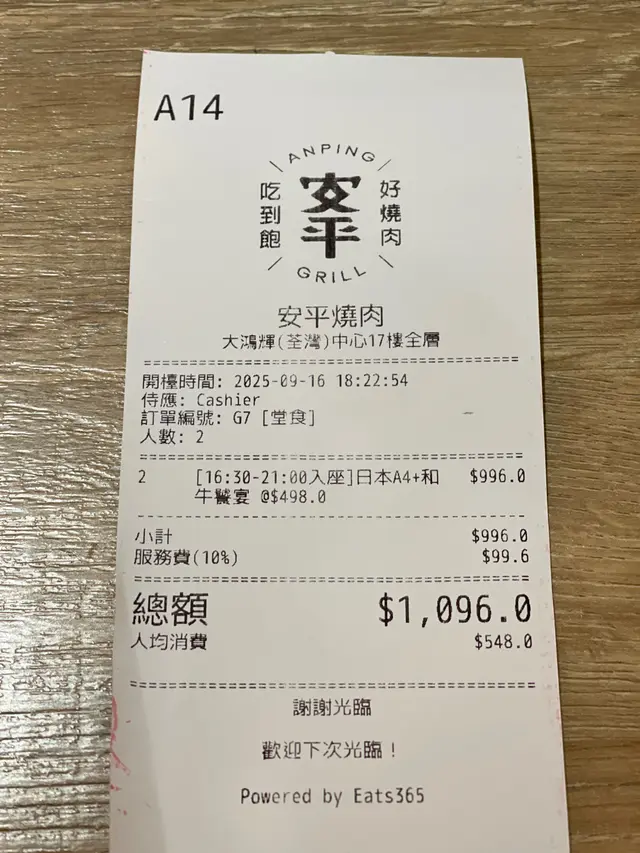 A14
ANPING
吃到飽
安平
好燒肉
GRILL
安平燒肉
大鴻輝(荃灣)中心17樓全層
開檯時間: 2025-09-16 18:22:54
侍應: Cashier
訂單編號: G7 [堂食]
人數: 2
2 [16:30-21:00入座]日本A4+和 $996.0
牛饗宴 @$498.0
小計 $996.0
服務費(10%) $99.6
總額 $1,096.0
人均消費 $548.0
謝謝光臨
歡迎下次光臨！
Powered by Eats365